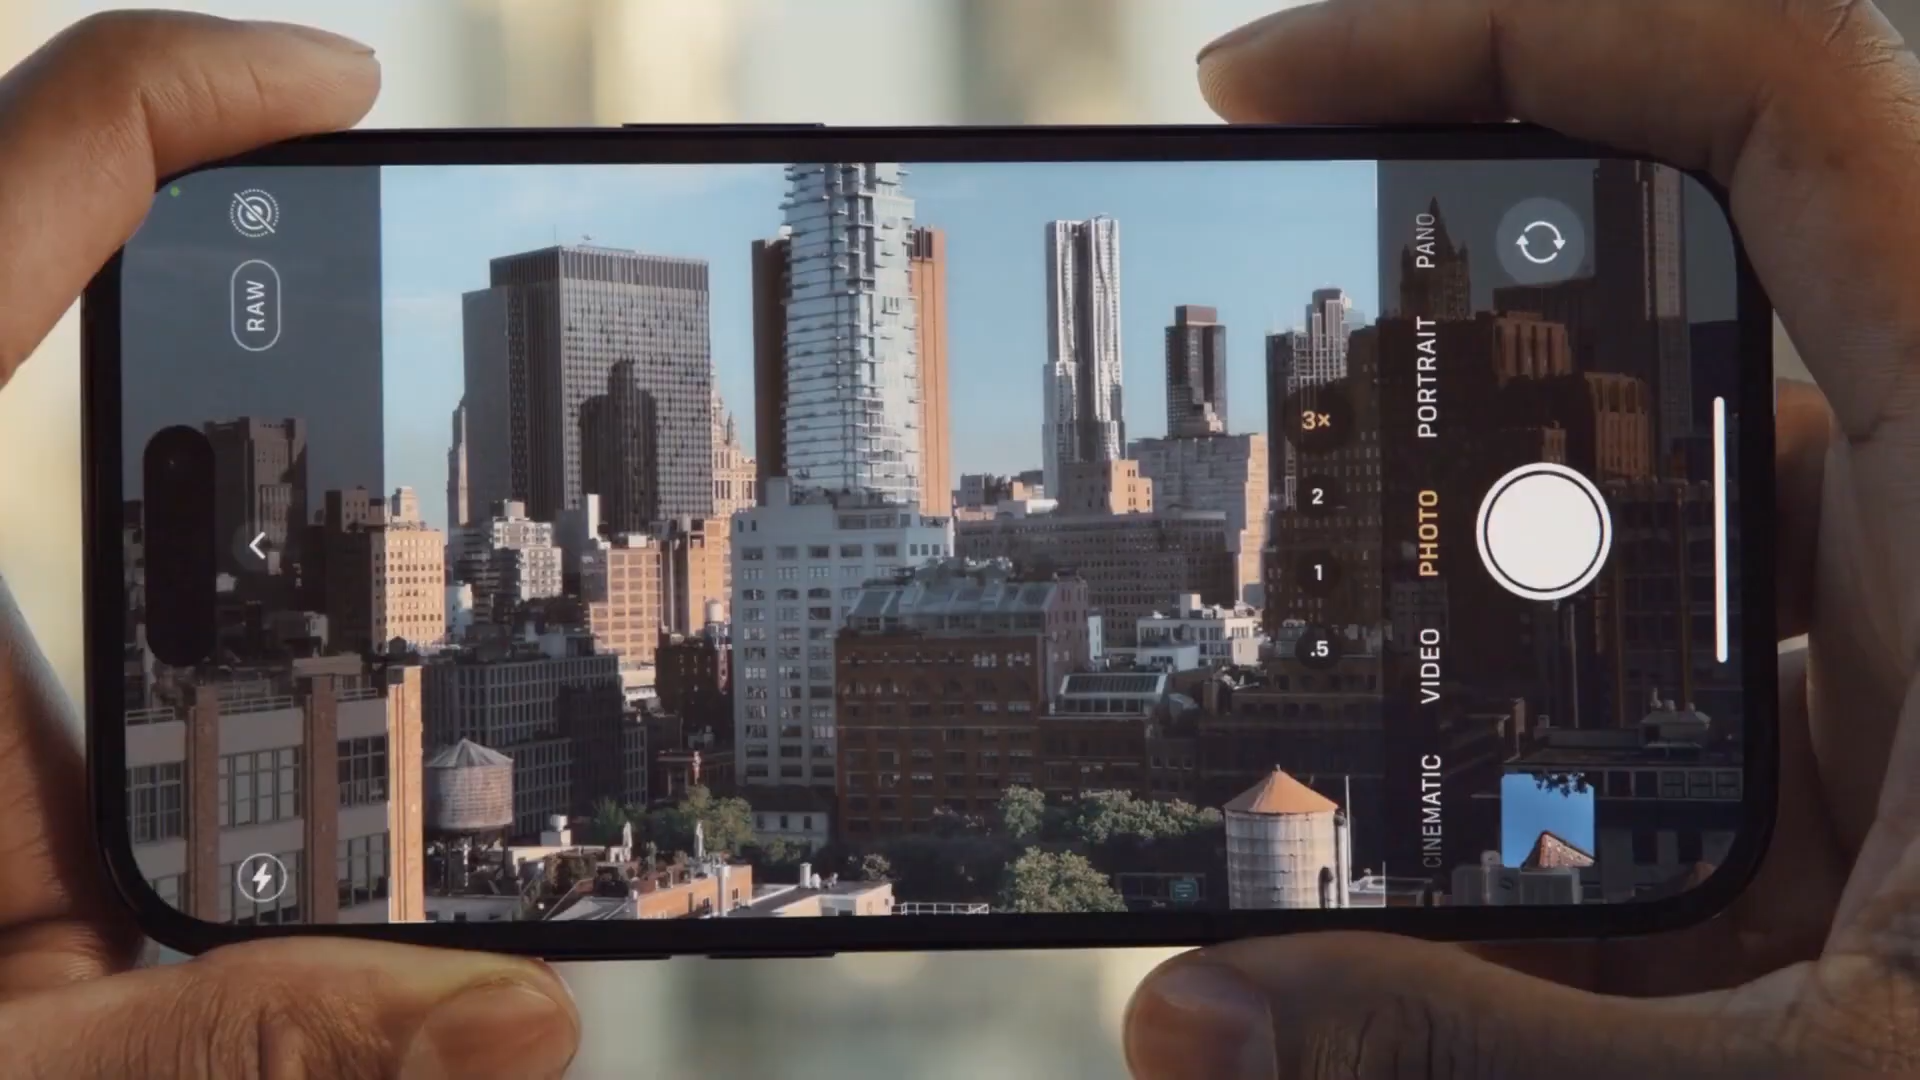 RAW
3×
2
1
.5
PANO
PORTRAIT
PHOTO
VIDEO
CINEMATIC